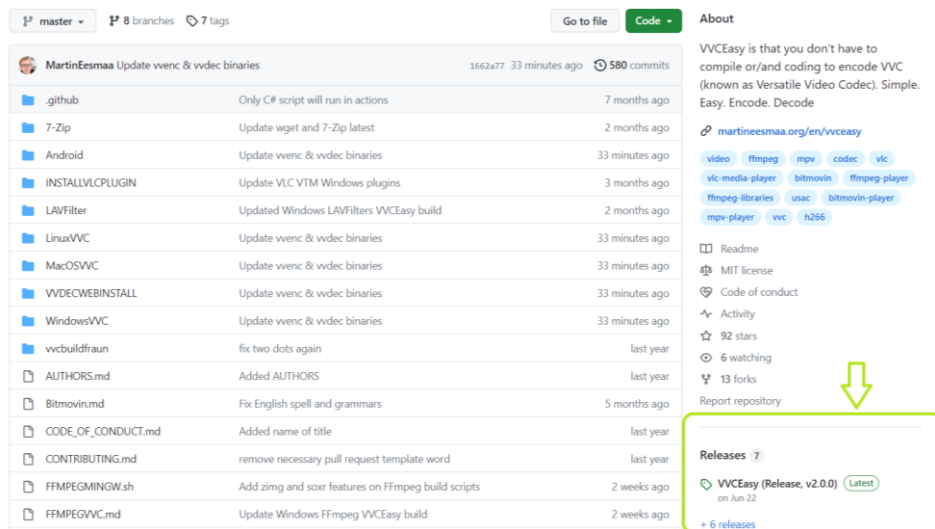 master
8 branches
7 tags
Go to file
Code
MartinEesmaa Update vvenc & vvdec binaries
1662a77 33 minutes ago 580 commits
.github Only C# script will run in actions 7 months ago
7-Zip Update wget and 7-Zip latest 2 months ago
Android Update vvenc & vvdec binaries 33 minutes ago
INSTALLVLCPLUGIN Update VLC VTM Windows plugins 3 months ago
LAVFilter Updated Windows LAVFilters VVCEasy build 2 months ago
LinuxVVC Update vvenc & vvdec binaries 33 minutes ago
MacOSVVC Update vvenc & vvdec binaries 33 minutes ago
VVDECWEBINSTALL Update vvenc & vvdec binaries 33 minutes ago
WindowsVVC Update vvenc & vvdec binaries 33 minutes ago
vvcbuildfraun fix two dots again last year
AUTHORS.md Added AUTHORS last year
Bitmovin.md Fix English spell and grammars 5 months ago
CODE_OF_CONDUCT.md Added name of title last year
CONTRIBUTING.md remove necessary pull request template word last year
FFMPEGMINGW.sh Add zimg and soxr features on FFmpeg build scripts 2 weeks ago
FFMPEGVVC.md Update Windows FFmpeg VVCEasy build 2 weeks ago
About
VVCEasy is that you don't have to
compile or/and coding to encode VVC
(known as Versatile Video Codec). Simple.
Easy. Encode. Decode
martineesmaa.org/en/vvceasy
video ffmpeg mpv codec vlc
vlc-media-player bitmovin ffmpeg-player
ffmpeg-libraries usac bitmovin-player
mpv-player vvc h266
Readme
MIT license
Code of conduct
Activity
92 stars
6 watching
13 forks
Report repository
Releases 7
VVCEasy (Release, v2.0.0) Latest
on Jun 22
+ 6 releases